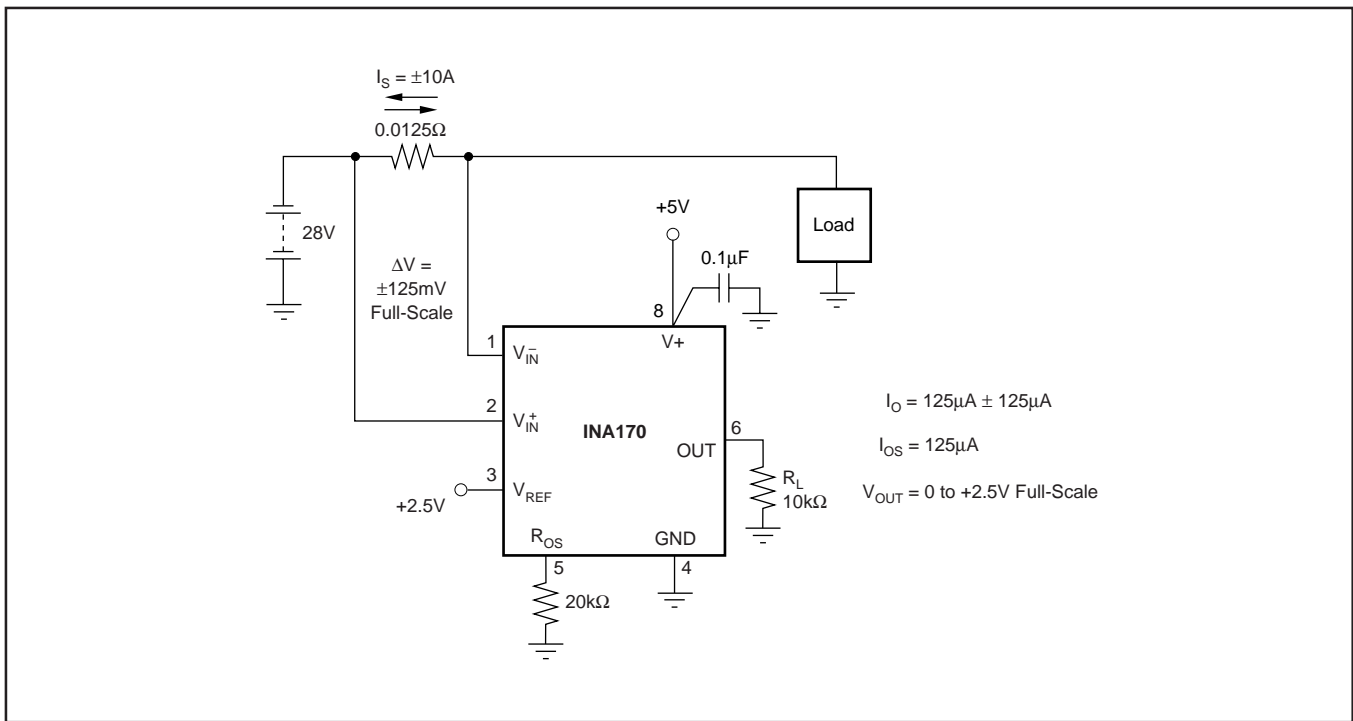 I_S = ±10A
0.0125Ω
28V
ΔV =
±125mV
Full-Scale
+5V
0.1µF
Load
8
V+
1
V_IN^–
2
V_IN^+
INA170
6
OUT
3
V_REF
+2.5V
R_OS
GND
5
4
20kΩ
R_L
10kΩ
I_O = 125µA ± 125µA
I_OS = 125µA
V_OUT = 0 to +2.5V Full-Scale